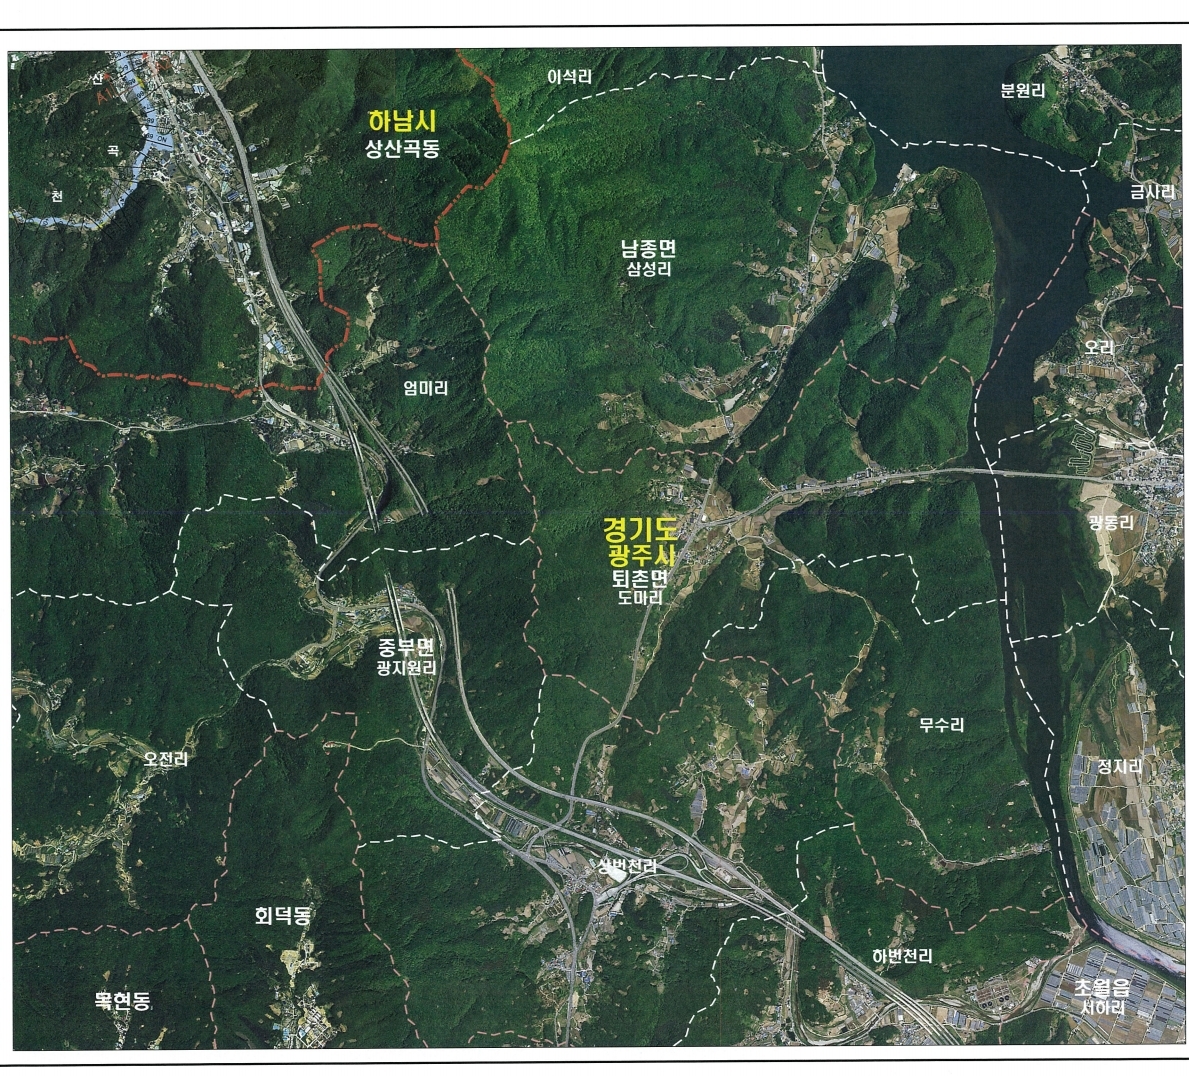 이석리
분원리
산
하남시
상산곡동
곡
천
금사리
남종면
삼성리
오리
엄미리
경기도
광주시
퇴촌면
도마리
광동리
중부면
광지원리
무수리
오전리
정지리
상번천리
회덕동
하번천리
목현동
초월읍
서하리